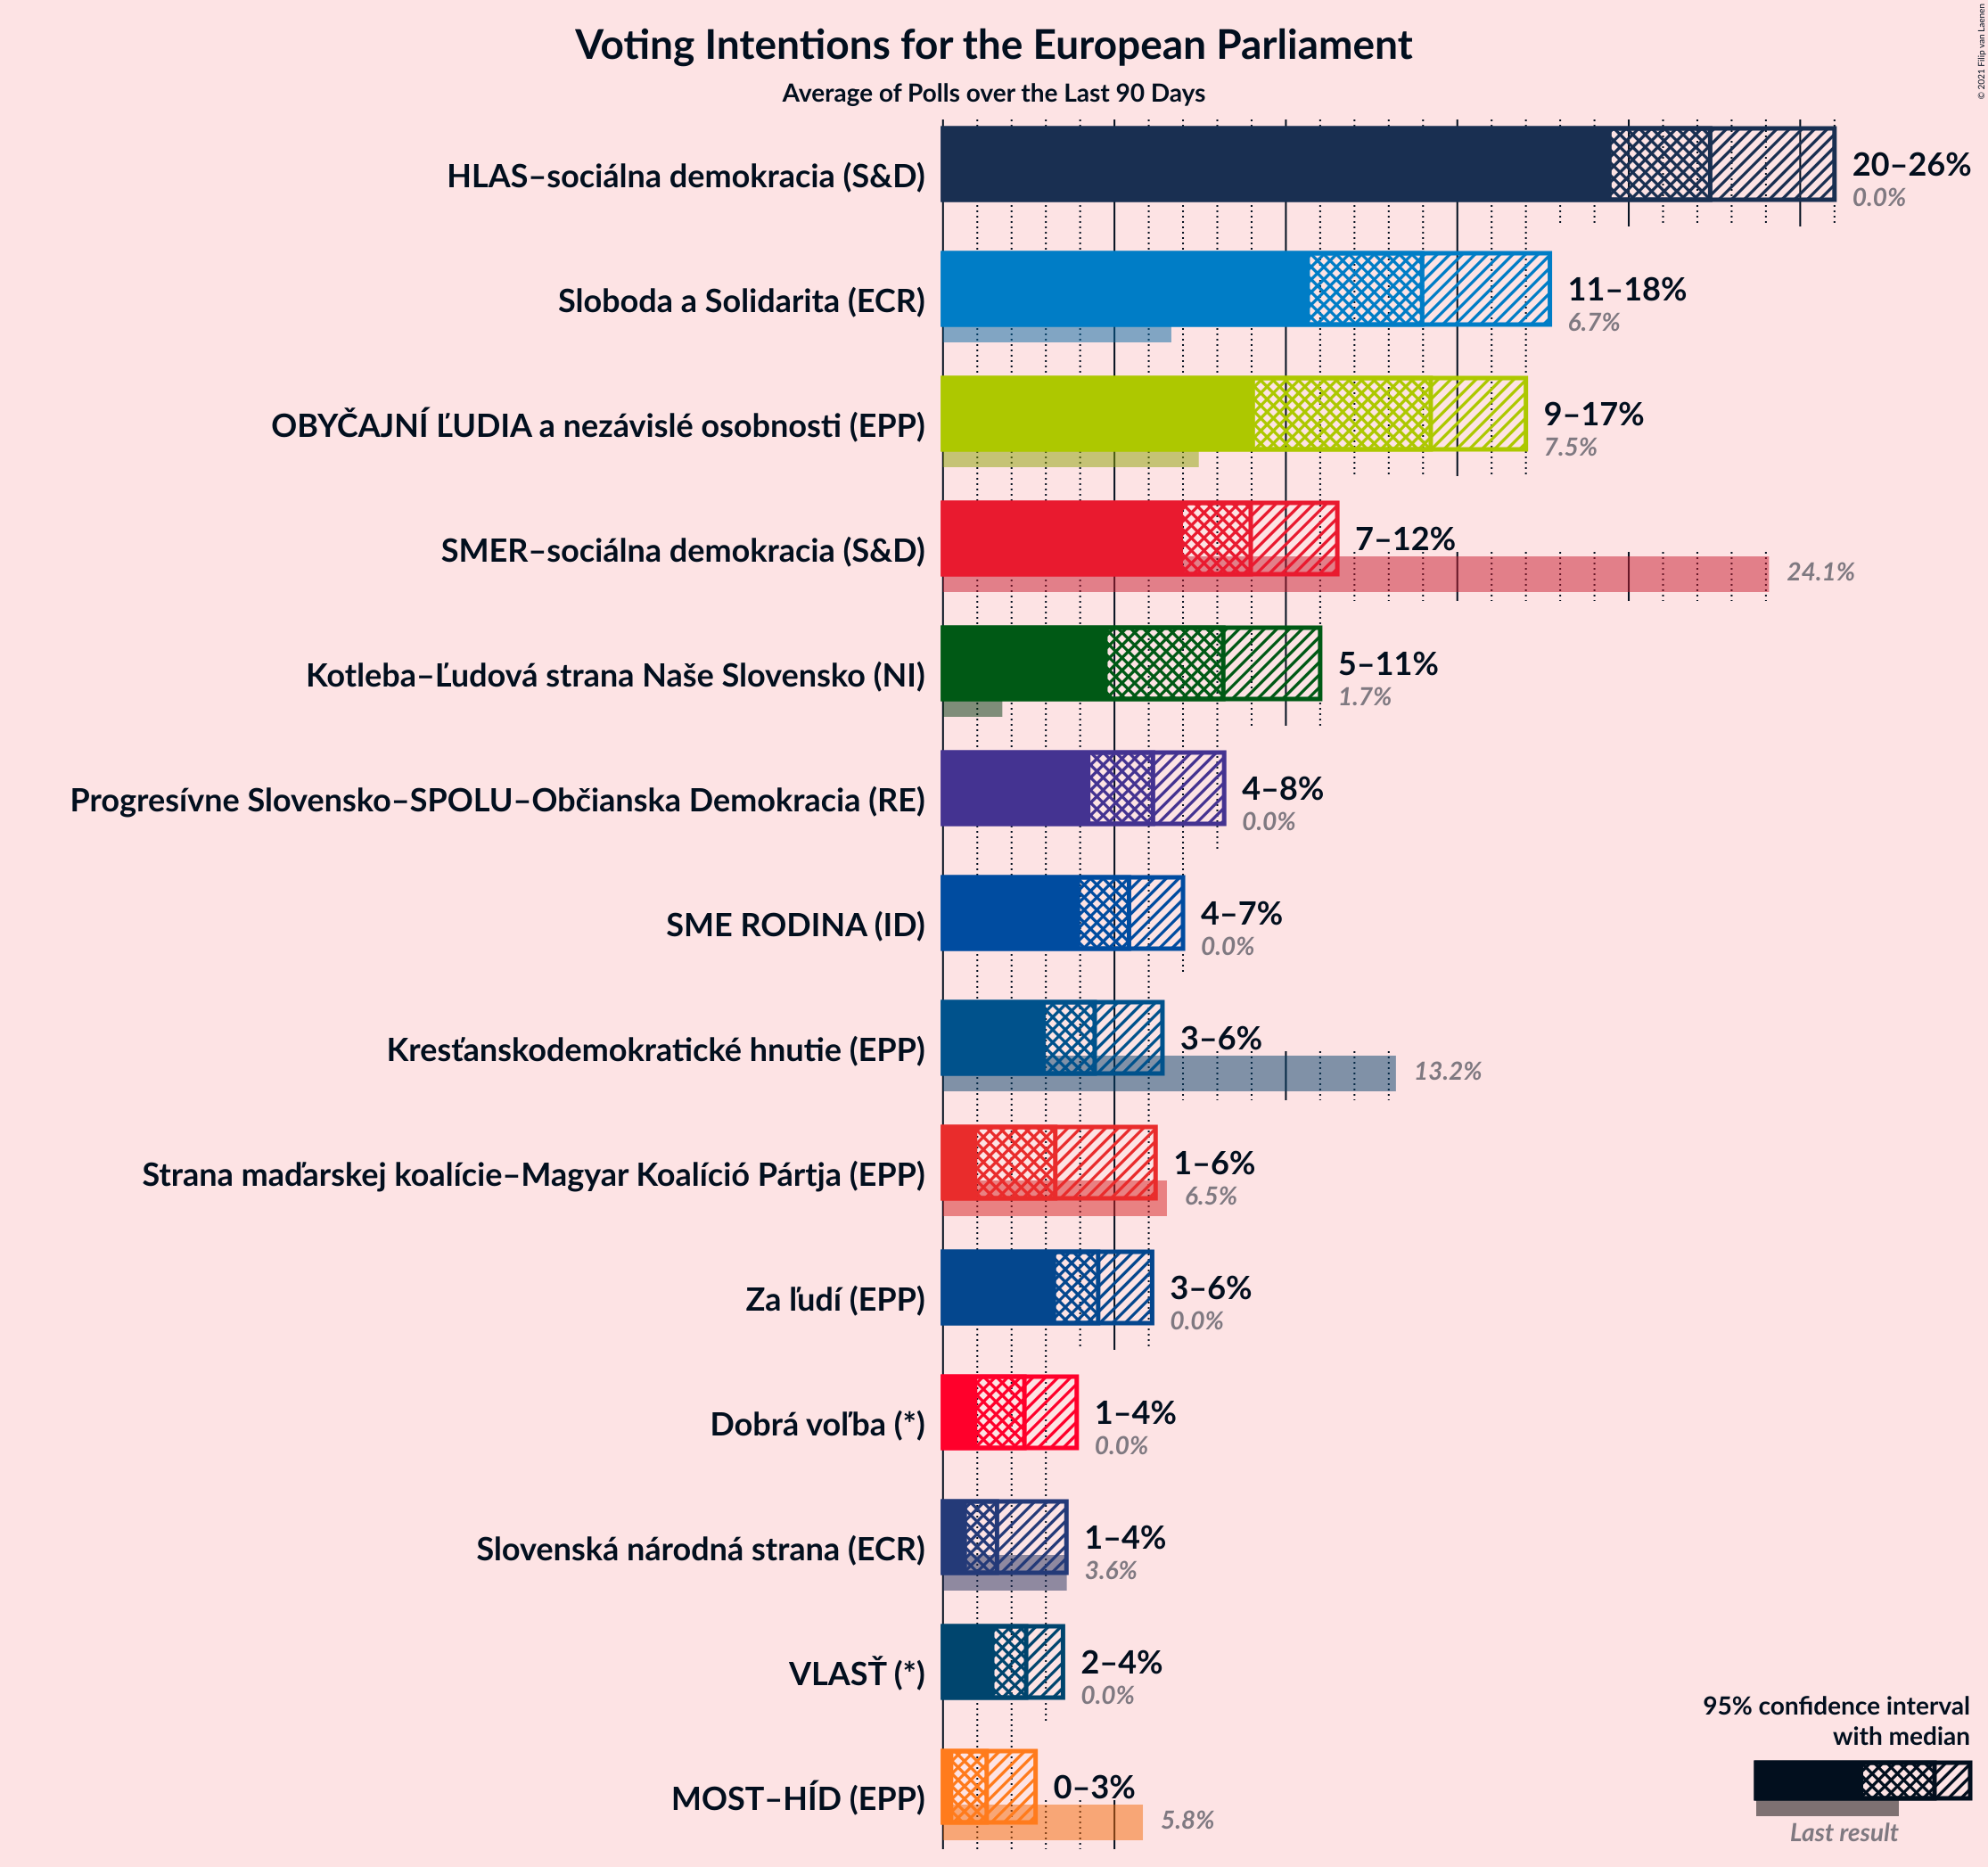 © 2021 Filip van Laenen
Voting Intentions for the European Parliament
Average of Polls over the Last 90 Days
HLAS–sociálna demokracia (S&D)
20–26%
0.0%
Sloboda a Solidarita (ECR)
11–18%
6.7%
OBYČAJNÍ ĽUDIA a nezávislé osobnosti (EPP)
9–17%
7.5%
SMER–sociálna demokracia (S&D)
7–12%
24.1%
Kotleba–Ľudová strana Naše Slovensko (NI)
5–11%
1.7%
Progresívne Slovensko–SPOLU–Občianska Demokracia (RE)
4–8%
0.0%
SME RODINA (ID)
4–7%
0.0%
Kresťanskodemokratické hnutie (EPP)
3–6%
13.2%
Strana maďarskej koalície–Magyar Koalíció Pártja (EPP)
1–6%
6.5%
Za ľudí (EPP)
3–6%
0.0%
Dobrá voľba (*)
1–4%
0.0%
Slovenská národná strana (ECR)
1–4%
3.6%
VLASŤ (*)
2–4%
0.0%
MOST–HÍD (EPP)
0–3%
5.8%
95% confidence interval
with median
Last result